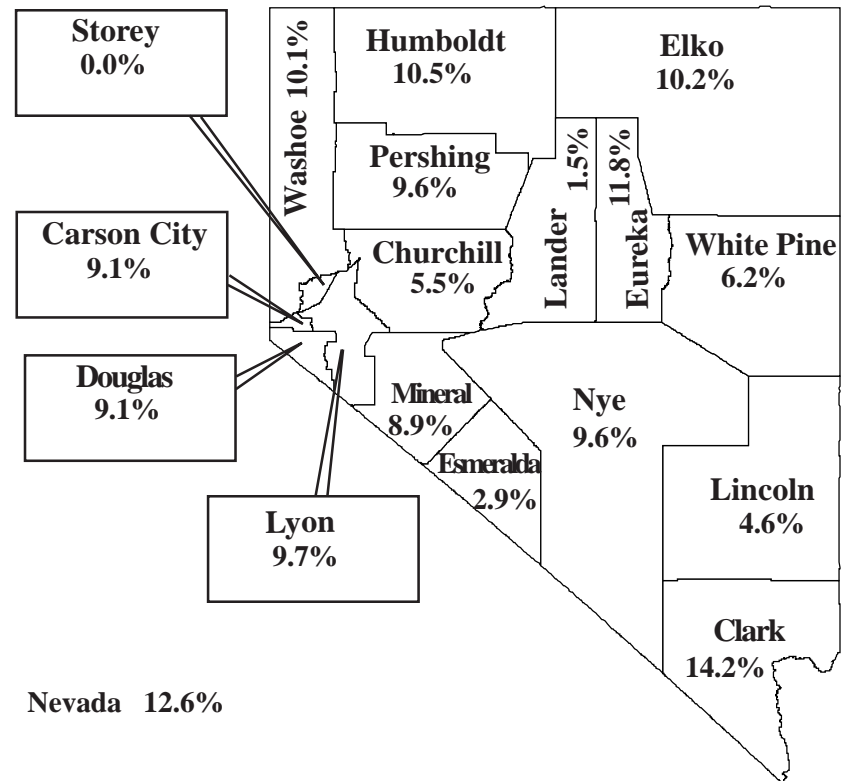 Storey
0.0%
Washoe 10.1%
Humboldt
10.5%
Elko
10.2%
Pershing
9.6%
Lander 1.5%
Eureka 11.8%
Carson City
9.1%
Churchill
5.5%
White Pine
6.2%
Douglas
9.1%
Mineral
8.9%
Nye
9.6%
Esmeralda
2.9%
Lincoln
4.6%
Lyon
9.7%
Clark
14.2%
Nevada 12.6%